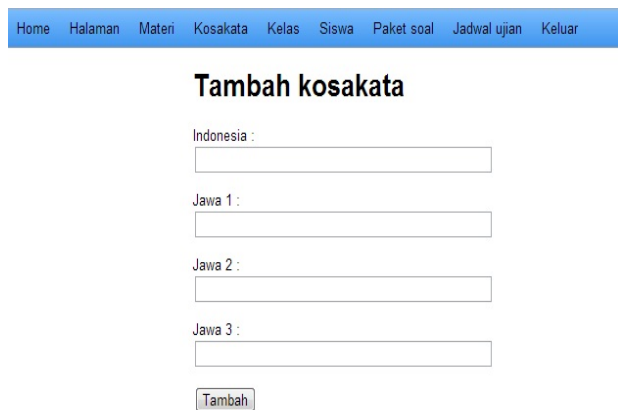 Home Halaman Materi Kosakata Kelas Siswa Paket soal Jadwal ujian Keluar
Tambah kosakata
Indonesia :
Jawa 1 :
Jawa 2 :
Jawa 3 :
Tambah